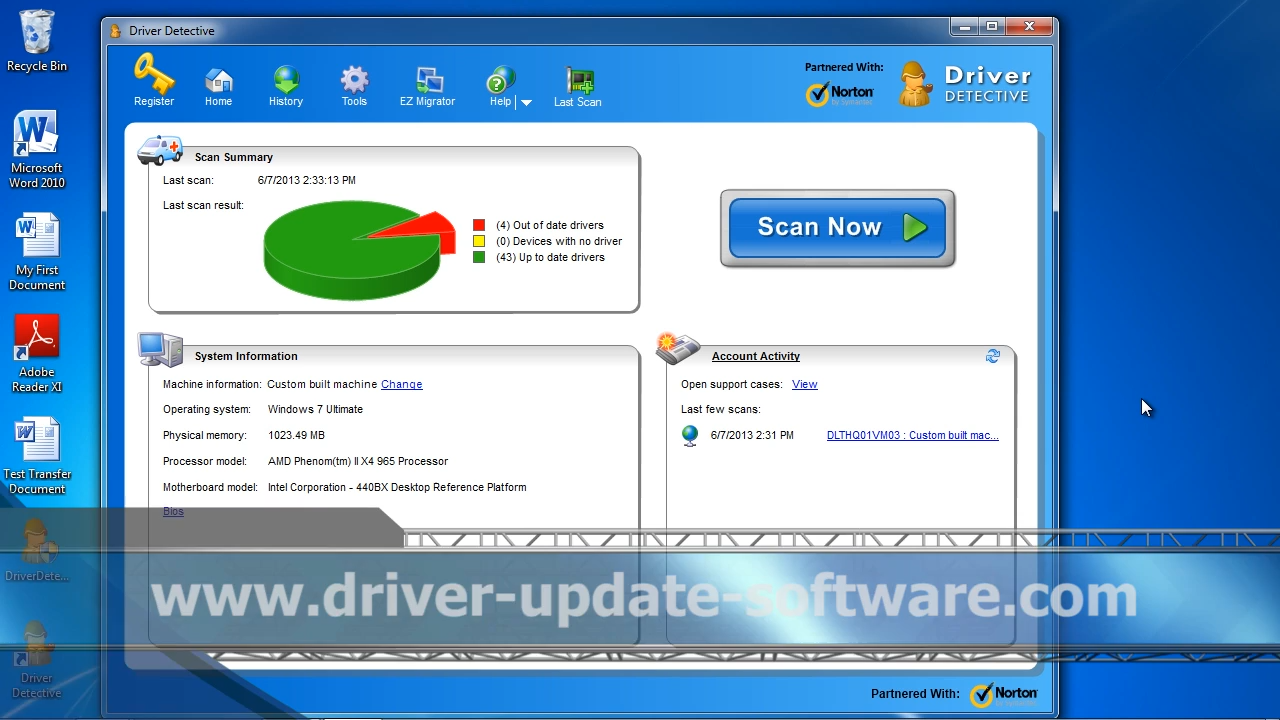 Recycle Bin
Microsoft
Word 2010
My First
Document
Adobe
Reader XI
Test Transfer
Document
DriverDete...
Driver
Detective
Driver Detective
Register
Home
History
Tools
EZ Migrator
Help
Last Scan
Partnered With:
Norton
by Symantec
Driver
DETECTIVE
Scan Summary
Last scan: 6/7/2013 2:33:13 PM
Last scan result:
(4) Out of date drivers
(0) Devices with no driver
(43) Up to date drivers
Scan Now
System Information
Machine information: Custom built machine Change
Operating system: Windows 7 Ultimate
Physical memory: 1023.49 MB
Processor model: AMD Phenom(tm) II X4 965 Processor
Motherboard model: Intel Corporation - 440BX Desktop Reference Platform
Bios
Account Activity
Open support cases: View
Last few scans:
6/7/2013 2:31 PM DLTHQ01VM03 : Custom built mac...
www.driver-update-software.com
Partnered With:
Norton
by Symantec